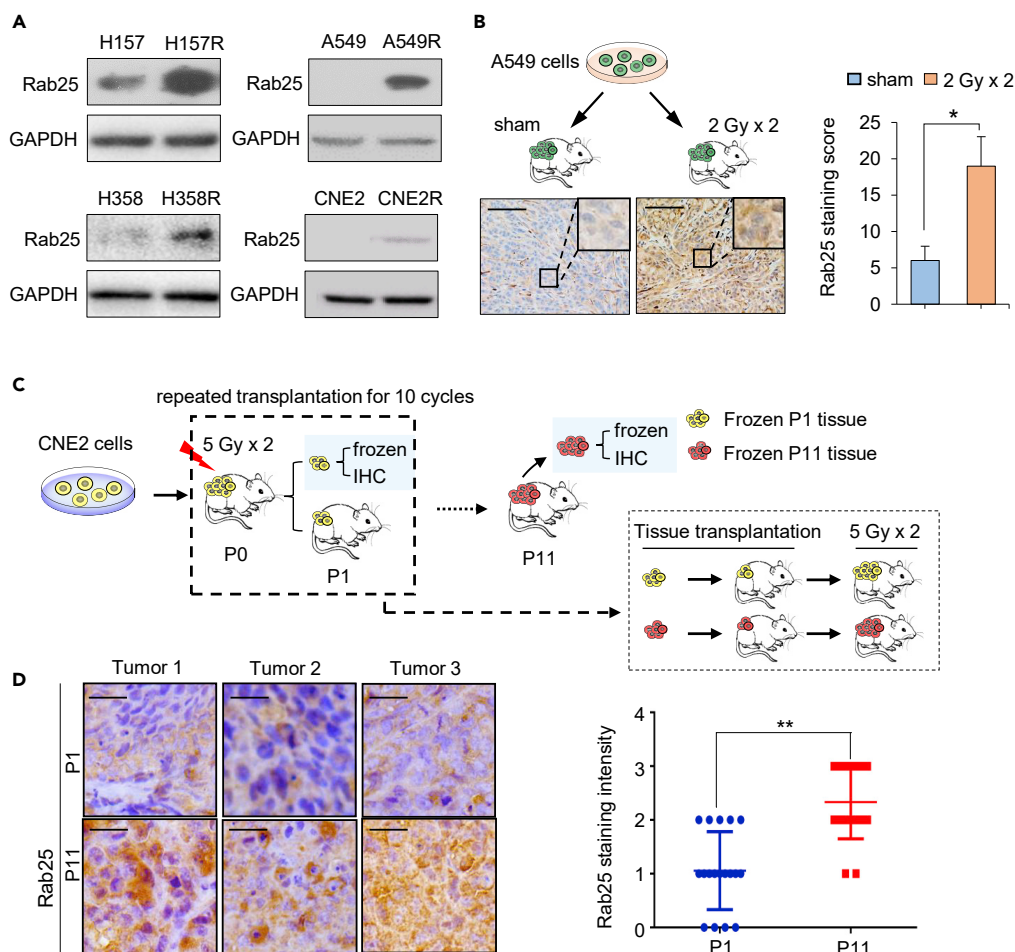 A
H157 H157R
Rab25
GAPDH
A549 A549R
Rab25
GAPDH
H358 H358R
Rab25
GAPDH
CNE2 CNE2R
Rab25
GAPDH
B
A549 cells
sham
2 Gy x 2
sham 2 Gy x 2
Rab25 staining score
25
20
15
10
5
0
*
C
repeated transplantation for 10 cycles
CNE2 cells
5 Gy x 2
frozen
IHC
P0
P1
frozen
IHC
P11
Frozen P1 tissue
Frozen P11 tissue
Tissue transplantation 5 Gy x 2
D
Tumor 1 Tumor 2 Tumor 3
Rab25
P1
P11
Rab25 staining intensity
4
3
2
1
0
**
P1 P11